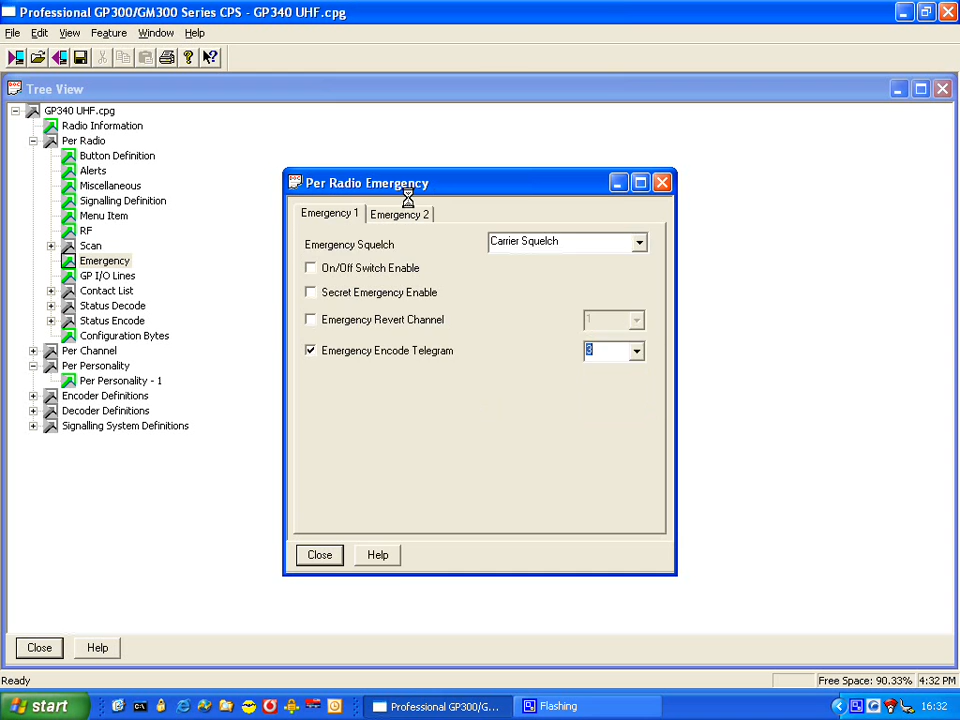 Professional GP300/GM300 Series CPS - GP340 UHF.cpg
File Edit View Feature Window Help
Tree View
GP340 UHF.cpg
Radio Information
Per Radio
Button Definition
Alerts
Miscellaneous
Signalling Definition
Menu Item
RF
Scan
Emergency
GP I/O Lines
Contact List
Status Decode
Status Encode
Configuration Bytes
Per Channel
Per Personality
Per Personality - 1
Encoder Definitions
Decoder Definitions
Signalling System Definitions
Per Radio Emergency
Emergency 1 Emergency 2
Emergency Squelch Carrier Squelch
On/Off Switch Enable
Secret Emergency Enable
Emergency Revert Channel 1
Emergency Encode Telegram 3
Close Help
Close Help
Ready Free Space: 90.33% 4:32 PM
start Professional GP300/G... Flashing 16:32